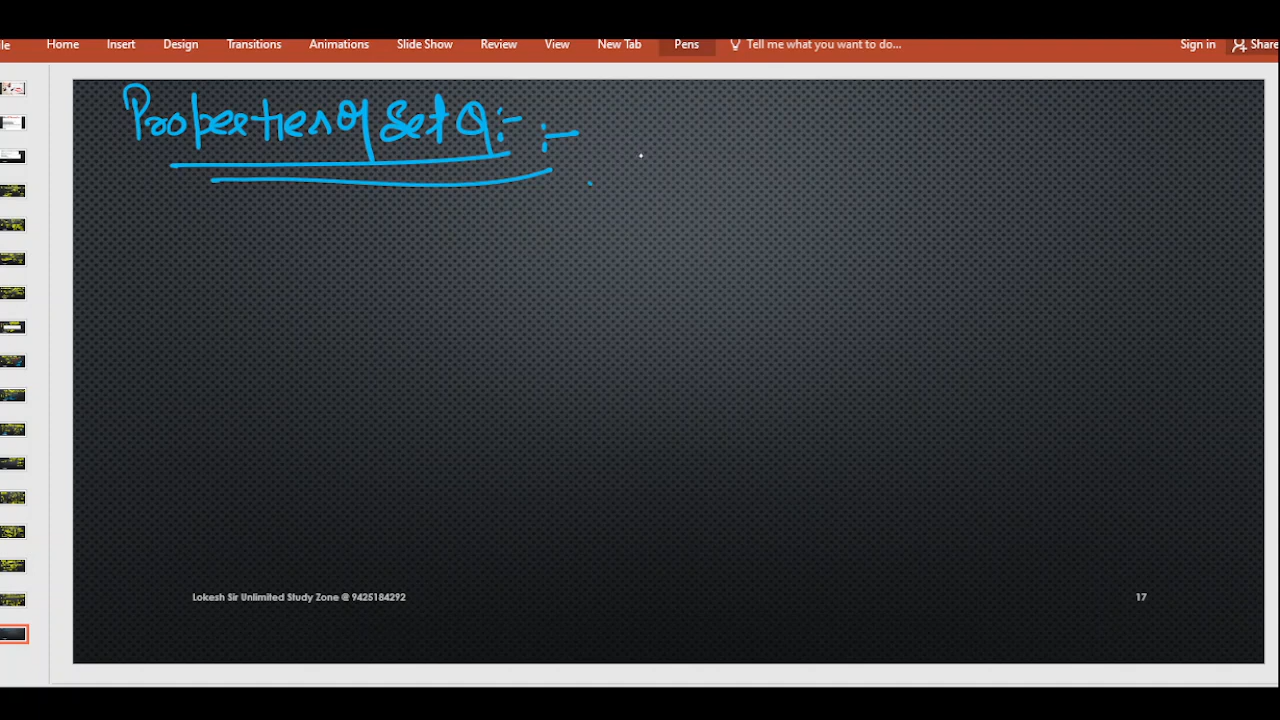 le Home Insert Design Transitions Animations Slide Show Review View New Tab Pens Tell me what you want to do... Sign in Share
Properties of Set Q:- :-
Lokesh Sir Unlimited Study Zone @ 9425184292 17